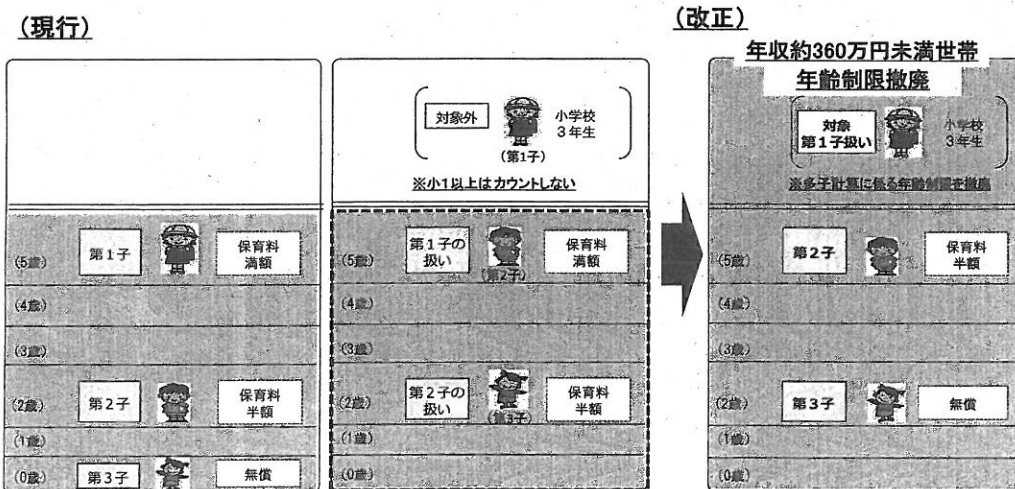 (現行)
対象外
小学校
3年生
(第1子)
※小1以上はカウントしない
(5歳)
第1子
保育料
満額
(4歳)
(3歳)
(2歳)
第2子
保育料
半額
(1歳)
(0歳)
第3子
無償
(5歳)
第1子の
扱い
(第2子)
保育料
満額
(4歳)
(3歳)
(2歳)
第2子の
扱い
(第3子)
保育料
半額
(1歳)
(0歳)
(改正)
年収約360万円未満世帯
年齢制限撤廃
対象
第1子扱い
小学校
3年生
※多子計算に係る年齢制限を撤廃
(5歳)
第2子
保育料
半額
(4歳)
(3歳)
(2歳)
第3子
無償
(1歳)
(0歳)